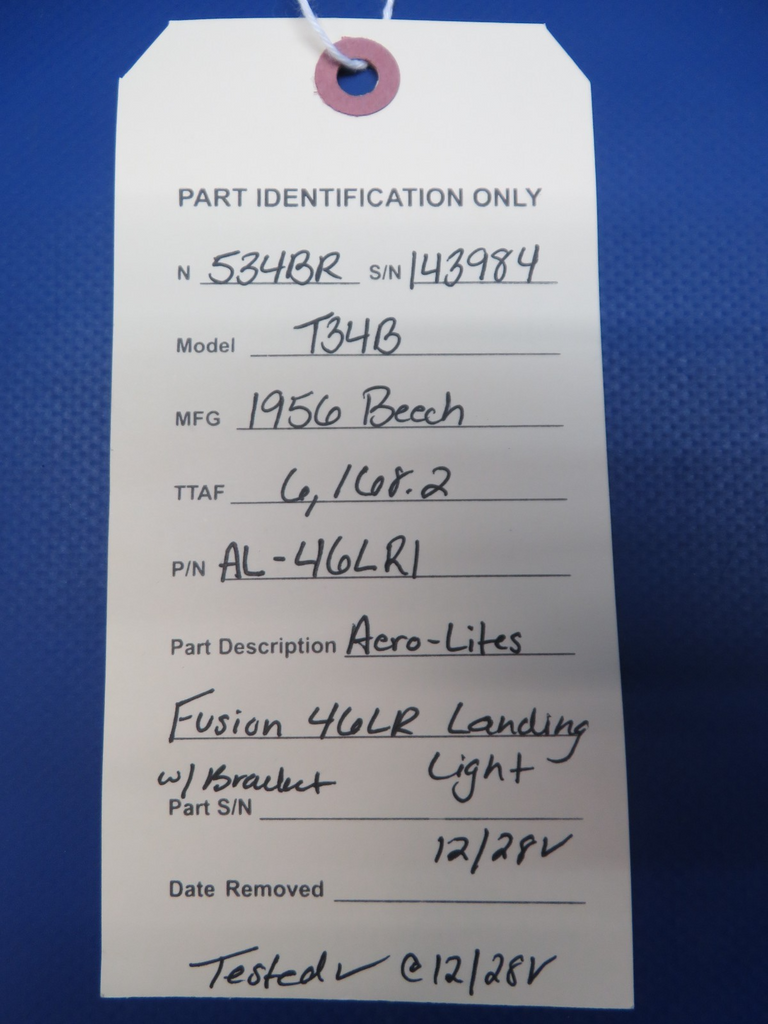 PART IDENTIFICATION ONLY
N 534BR S/N 143984
Model T34B
MFG 1956 Beech
TTAF 6,168.2
P/N AL-46LR1
Part Description Aero-Lites
Fusion 46LR Landing
w/ Bracket Light
Part S/N
12/28V
Date Removed
Tested ✓ @12/28V